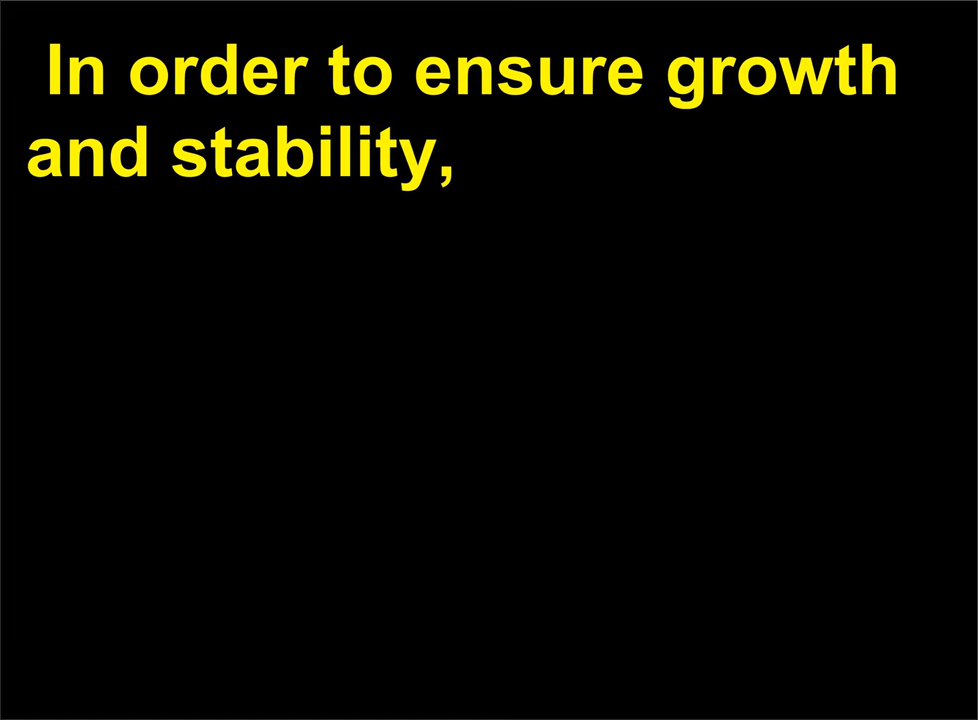 In order to ensure growth
and stability,